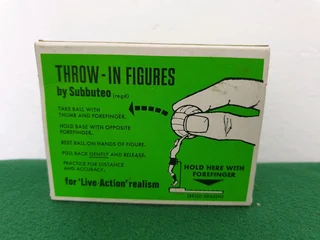 THROW-IN FIGURES
by Subbuteo (regd)
TAKE BALL WITH
THUMB AND FOREFINGER.
HOLD BASE WITH OPPOSITE
FOREFINGER.
REST BALL ON HANDS OF FIGURE.
PULL BACK GENTLY AND RELEASE.
PRACTICE FOR DISTANCE
AND ACCURACY.
for 'Live-Action' realism
HOLD HERE WITH
FOREFINGER